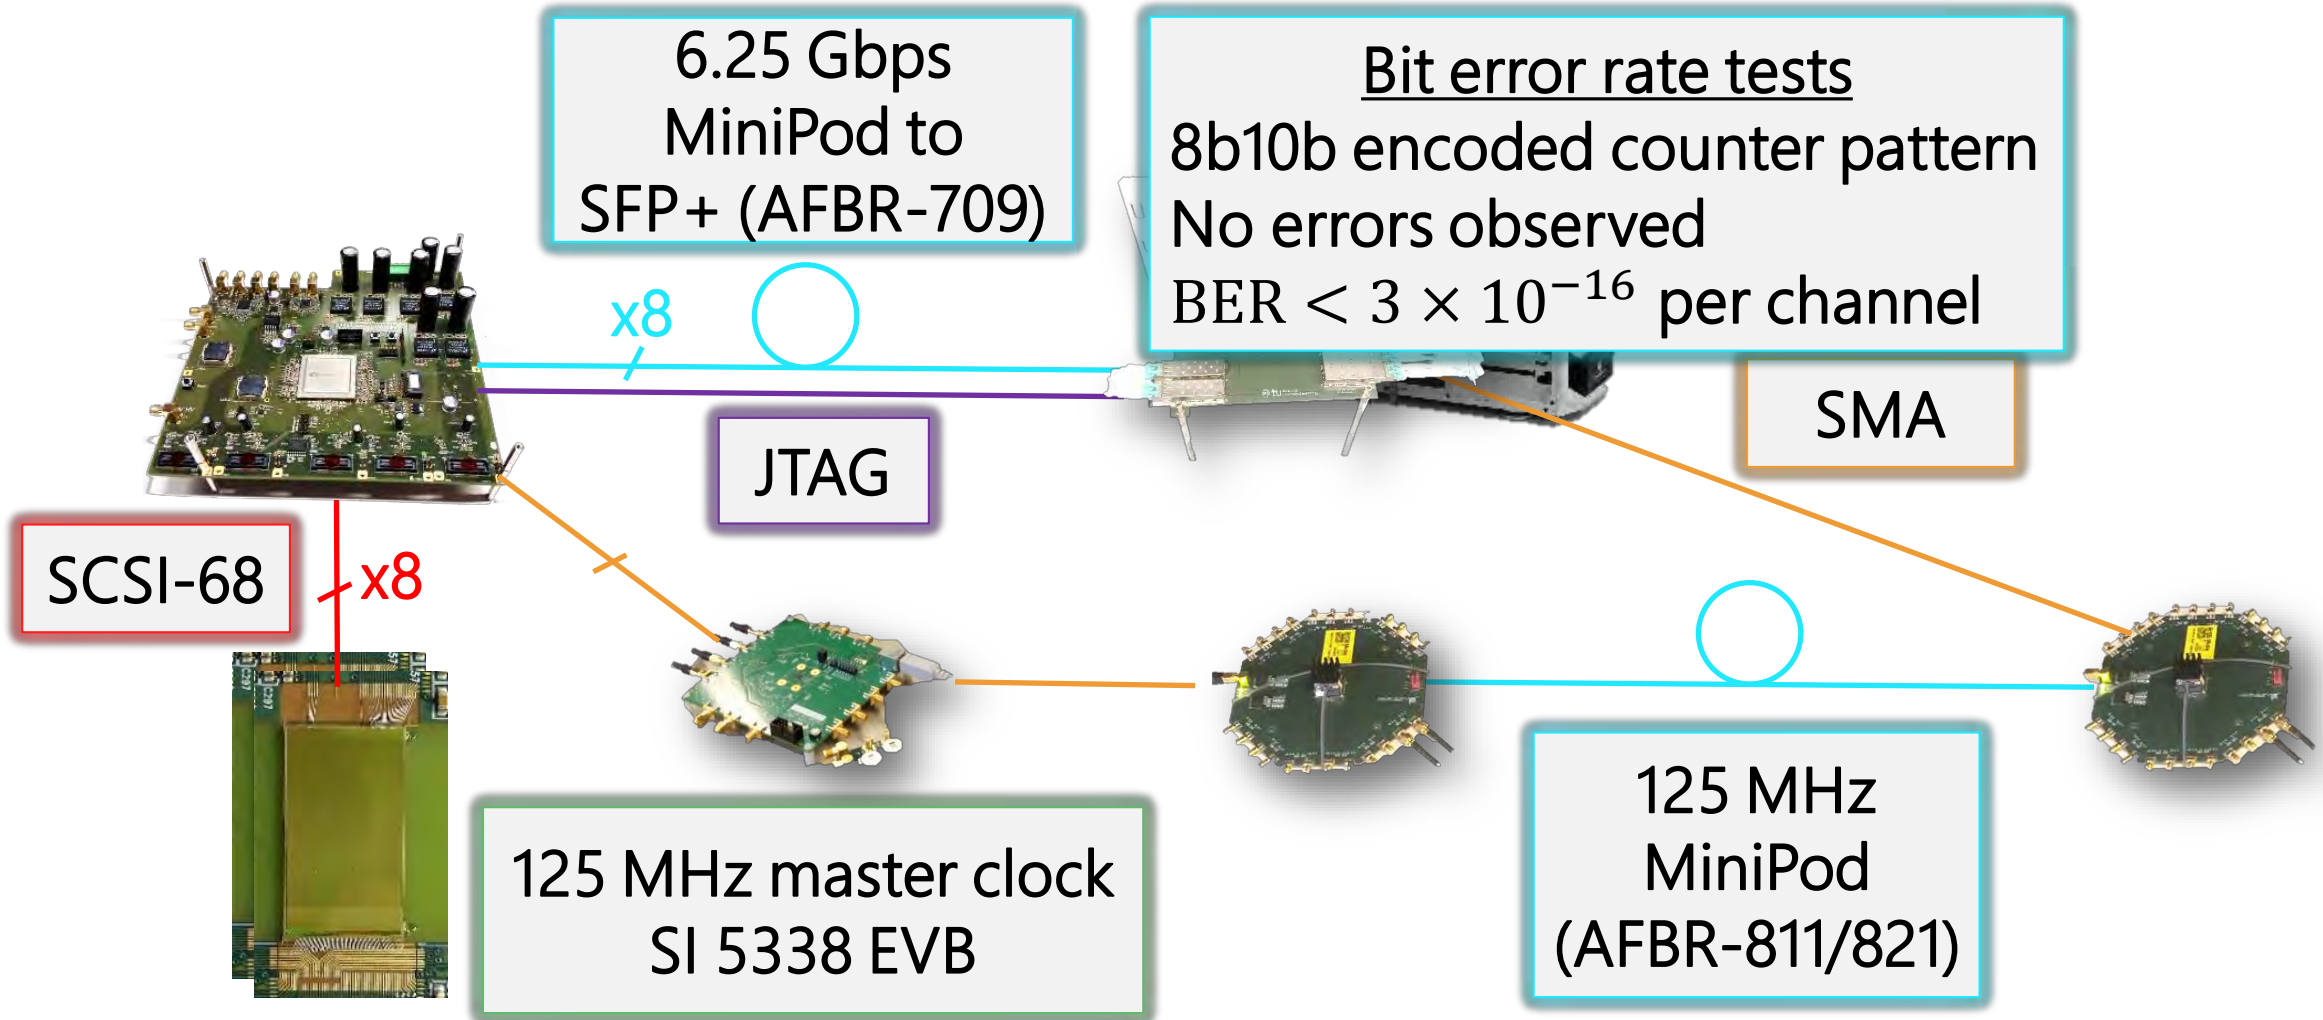 6.25 Gbps
MiniPod to
SFP+ (AFBR-709)
Bit error rate tests
8b10b encoded counter pattern
No errors observed
BER < 3 × 10⁻¹⁶ per channel
x8
JTAG
SMA
SCSI-68
x8
125 MHz master clock
SI 5338 EVB
125 MHz
MiniPod
(AFBR-811/821)